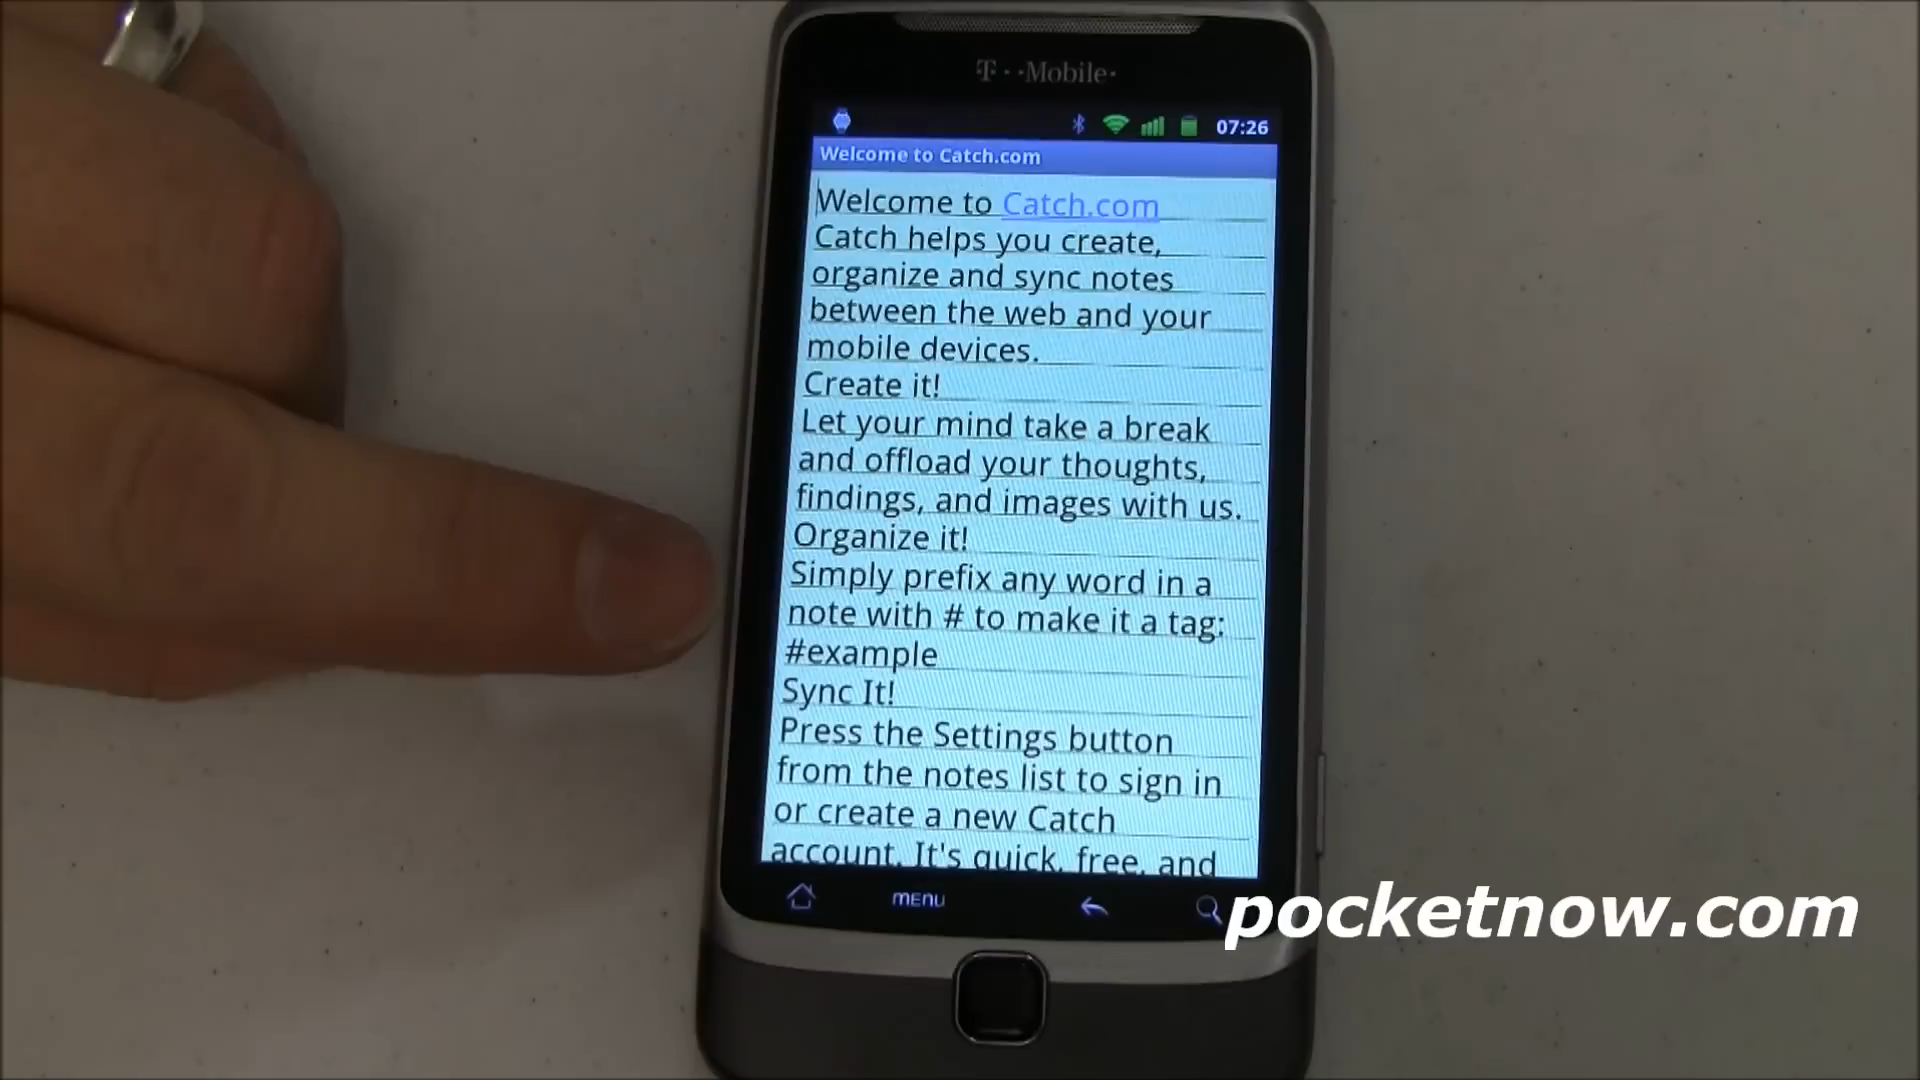 T··Mobile·
07:26
Welcome to Catch.com
Welcome to Catch.com
Catch helps you create,
organize and sync notes
between the web and your
mobile devices.
Create it!
Let your mind take a break
and offload your thoughts,
findings, and images with us.
Organize it!
Simply prefix any word in a
note with # to make it a tag:
#example
Sync It!
Press the Settings button
from the notes list to sign in
or create a new Catch
account. It's quick, free, and
MENU
pocketnow.com